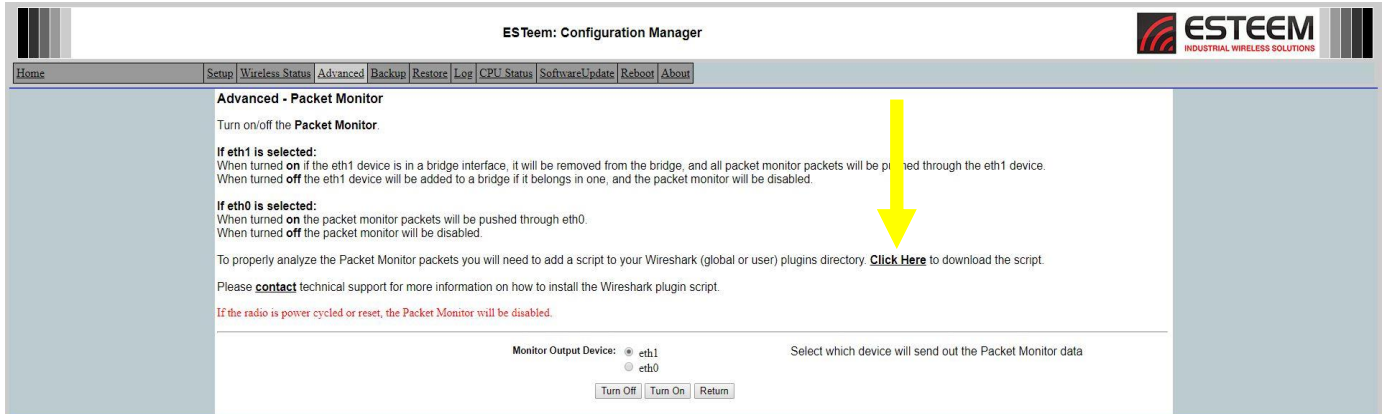 ESTeem: Configuration Manager
ESTEEM
INDUSTRIAL WIRELESS SOLUTIONS
Home
Setup Wireless Status Advanced Backup Restore Log CPU Status SoftwareUpdate Reboot About
Advanced - Packet Monitor
Turn on/off the Packet Monitor.
If eth1 is selected:
When turned on if the eth1 device is in a bridge interface, it will be removed from the bridge, and all packet monitor packets will be pushed through the eth1 device.
When turned off the eth1 device will be added to a bridge if it belongs in one, and the packet monitor will be disabled.
If eth0 is selected:
When turned on the packet monitor packets will be pushed through eth0.
When turned off the packet monitor will be disabled.
To properly analyze the Packet Monitor packets you will need to add a script to your Wireshark (global or user) plugins directory. Click Here to download the script.
Please contact technical support for more information on how to install the Wireshark plugin script.
If the radio is power cycled or reset, the Packet Monitor will be disabled.
Monitor Output Device: eth1 Select which device will send out the Packet Monitor data
eth0
Turn Off Turn On Return